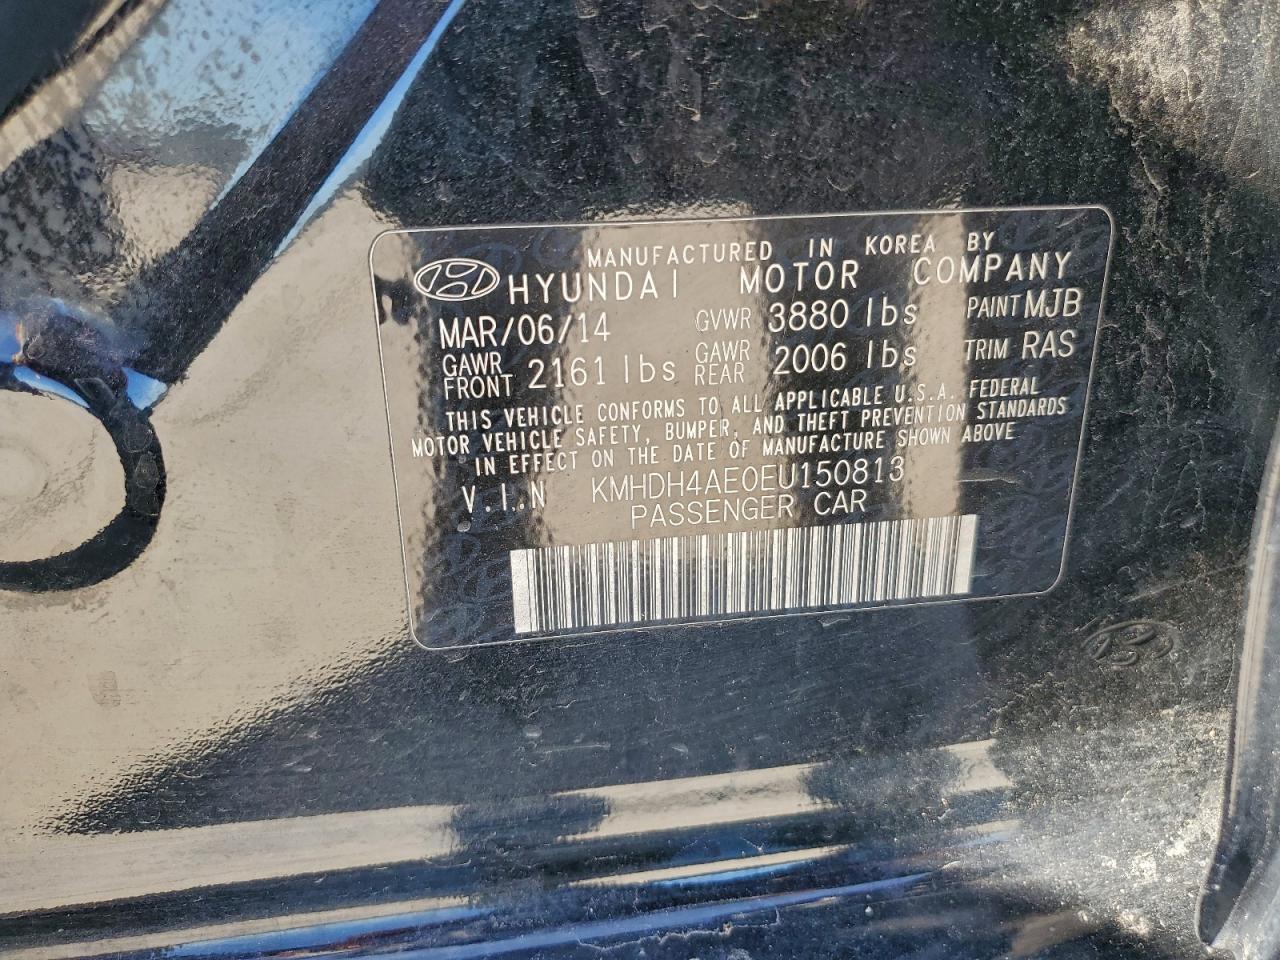 MANUFACTURED IN KOREA BY
HYUNDAI MOTOR COMPANY
MAR/06/14 GVWR 3880 lbs PAINT MJB
GAWR FRONT 2161 lbs GAWR REAR 2006 lbs TRIM RAS
THIS VEHICLE CONFORMS TO ALL APPLICABLE U.S.A. FEDERAL
MOTOR VEHICLE SAFETY, BUMPER, AND THEFT PREVENTION STANDARDS
IN EFFECT ON THE DATE OF MANUFACTURE SHOWN ABOVE
V.I.N KMHDH4AE0EU150813
PASSENGER CAR